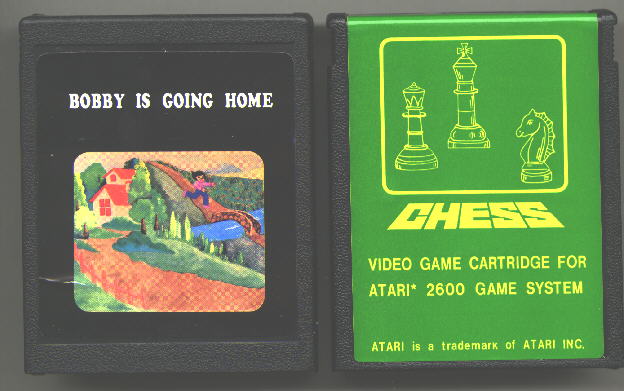 BOBBY IS GOING HOME
CHESS
VIDEO GAME CARTRIDGE FOR
ATARI* 2600 GAME SYSTEM
ATARI is a trademark of ATARI INC.